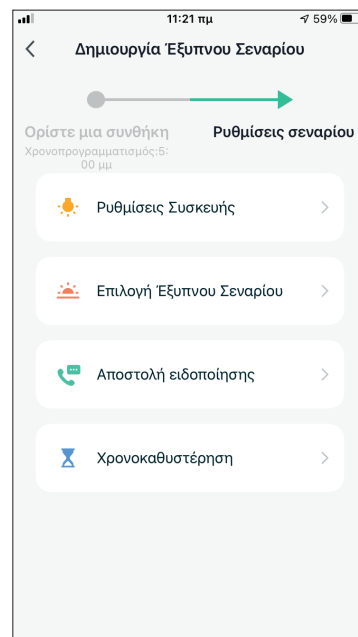 11:21 πμ 59%
Δημιουργία Έξυπνου Σεναρίου
Ορίστε μια συνθήκη Ρυθμίσεις σεναρίου
Χρονοπρογραμματισμός:5:
00 μμ
Ρυθμίσεις Συσκευής
Επιλογή Έξυπνου Σεναρίου
Αποστολή ειδοποίησης
Χρονοκαθυστέρηση